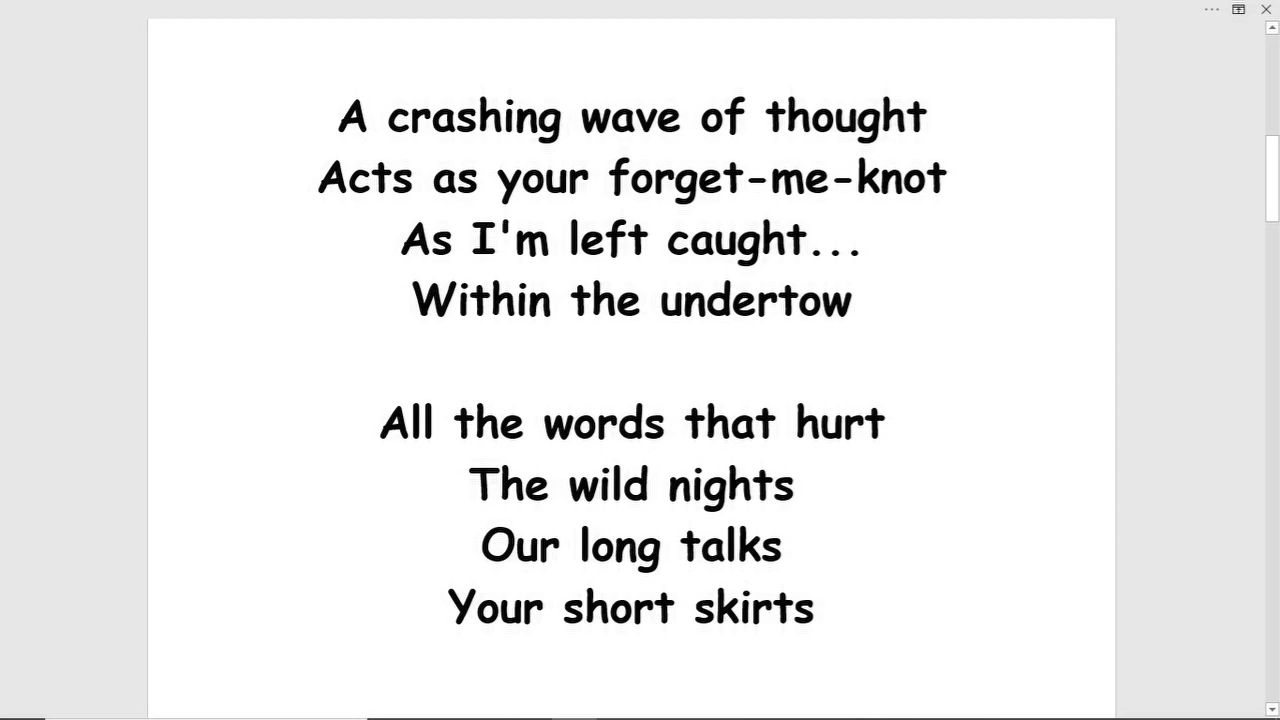 A crashing wave of thought
Acts as your forget-me-knot
As I'm left caught...
Within the undertow
All the words that hurt
The wild nights
Our long talks
Your short skirts